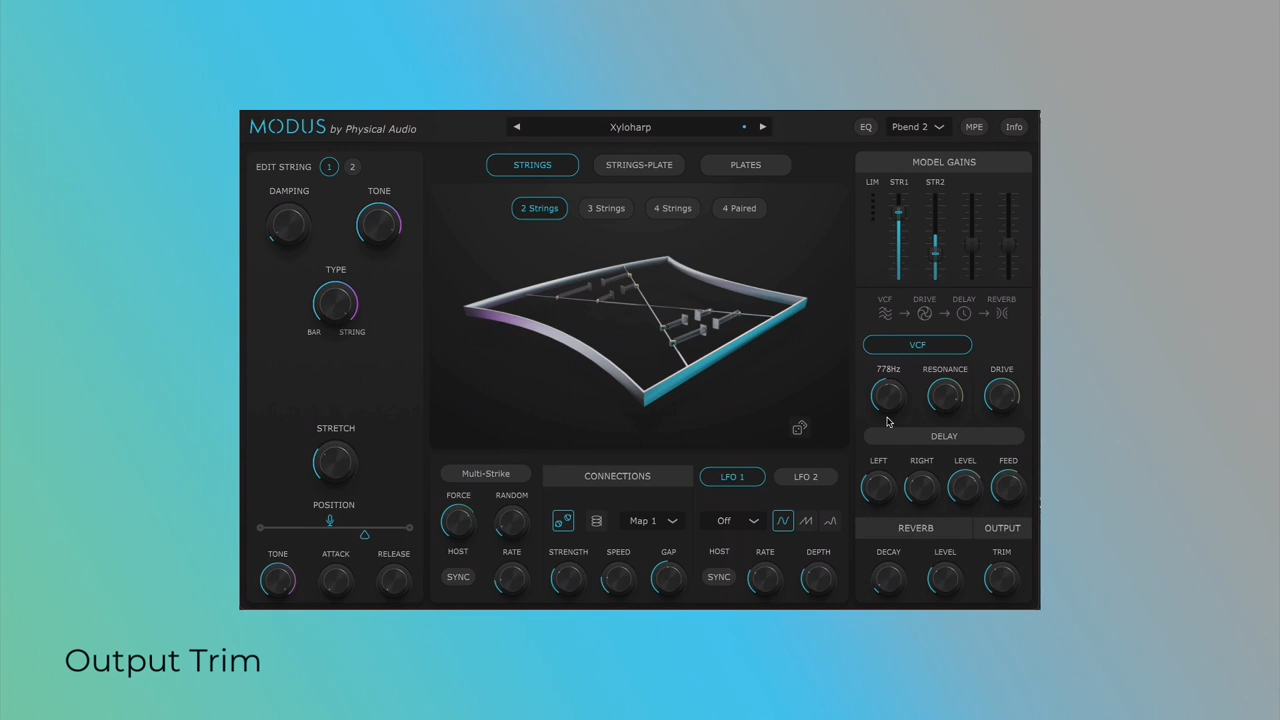 MODUS by Physical Audio
Xyloharp
EQ
Pbend 2
MPE
Info
EDIT STRING 1 2
DAMPING
TONE
TYPE
BAR
STRING
STRETCH
POSITION
TONE
ATTACK
RELEASE
STRINGS
STRINGS-PLATE
PLATES
2 Strings
3 Strings
4 Strings
4 Paired
Multi-Strike
FORCE
RANDOM
HOST
RATE
SYNC
CONNECTIONS
Map 1
STRENGTH
SPEED
GAP
LFO 1
LFO 2
Off
HOST
RATE
DEPTH
SYNC
MODEL GAINS
LIM
STR1
STR2
VCF
DRIVE
DELAY
REVERB
VCF
778Hz
RESONANCE
DRIVE
DELAY
LEFT
RIGHT
LEVEL
FEED
REVERB
OUTPUT
DECAY
LEVEL
TRIM
Output Trim